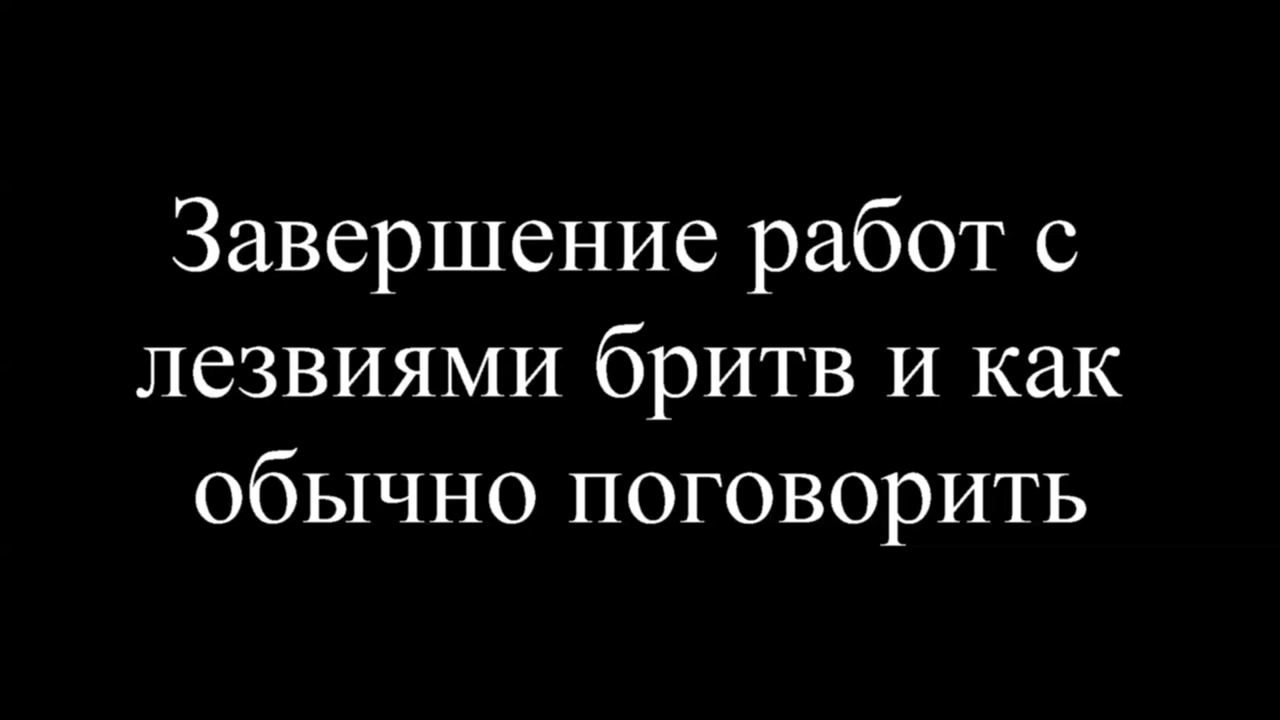 Завершение работ с
лезвиями бритв и как
обычно поговорить